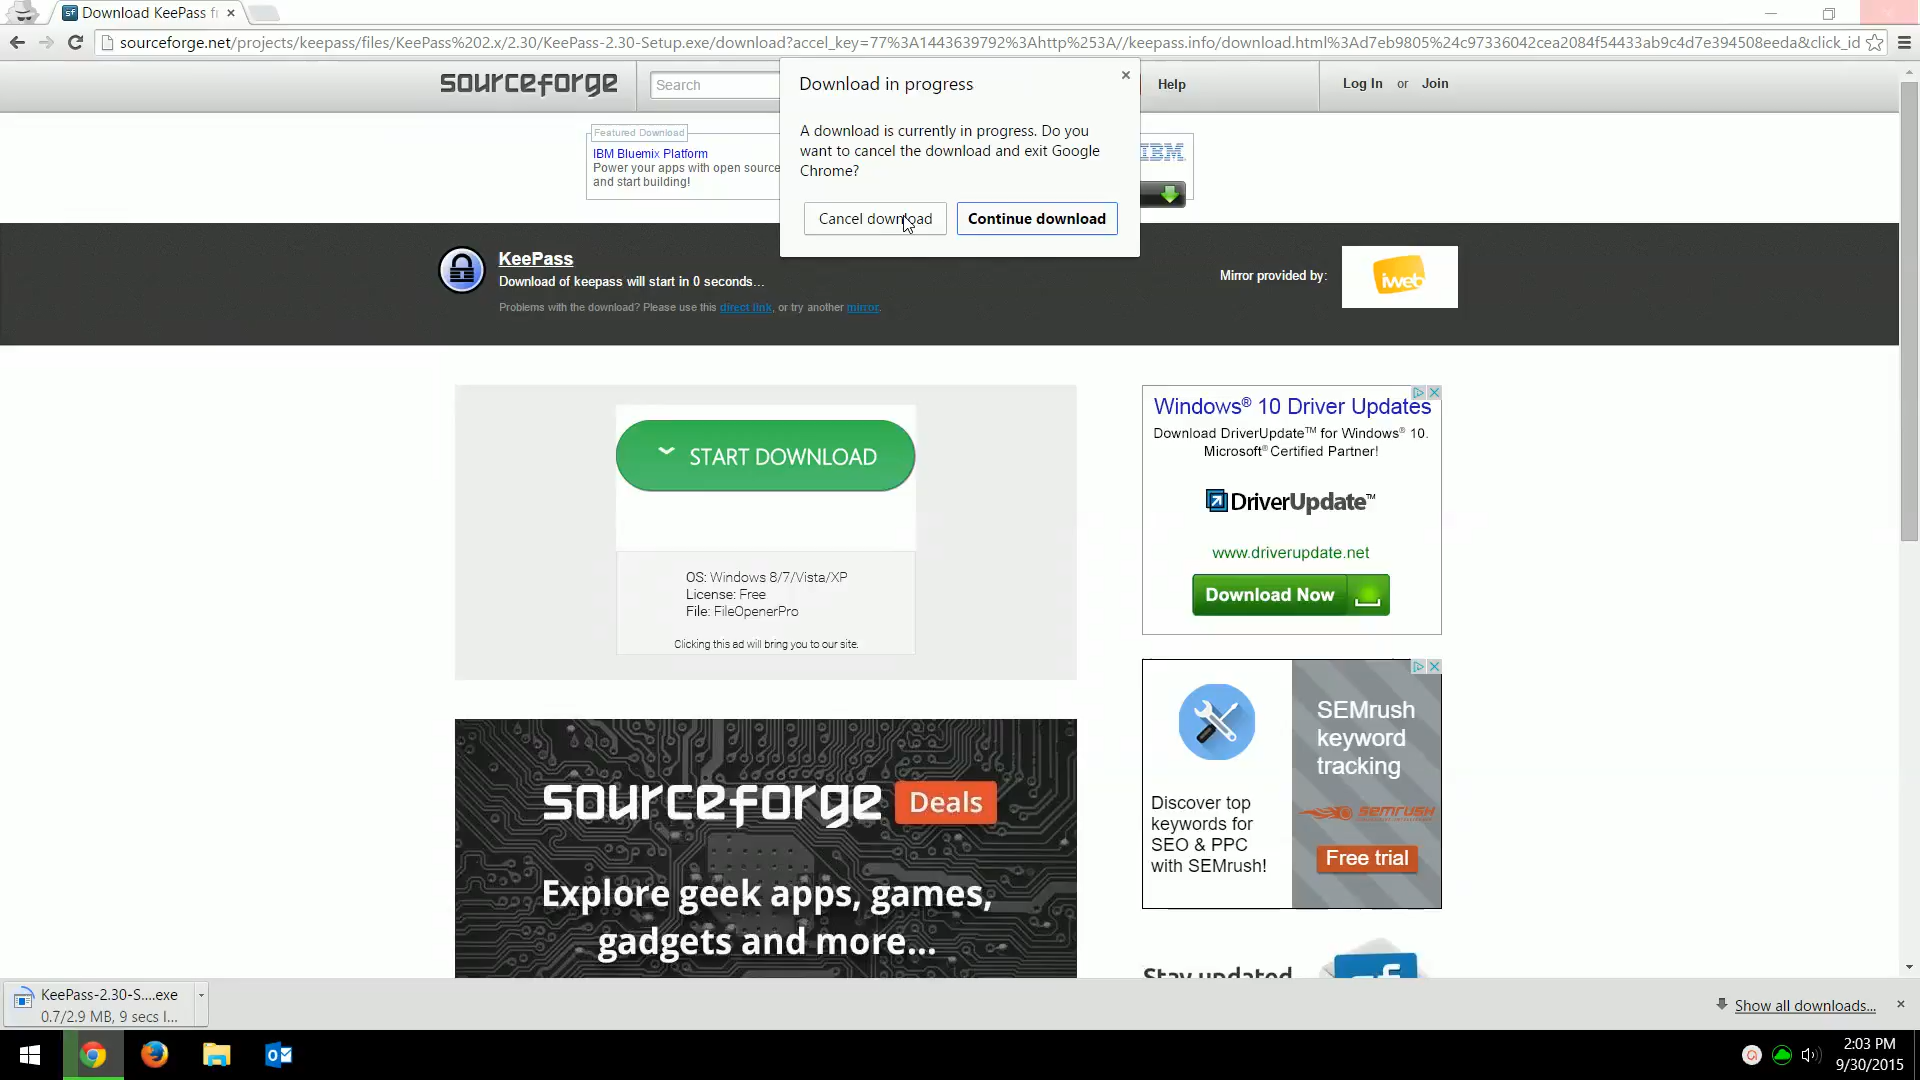 Download KeePass f
sourceforge.net/projects/keepass/files/KeePass%202.x/2.30/KeePass-2.30-Setup.exe/download?accel_key=77%3A1443639792%3Ahttp%253A//keepass.info/download.html%3Ad7eb9805%24c97336042cea2084f54433ab9c4d7e394508eeda&click_id
sourceforge
Search
Help
Log In or Join
Download in progress
A download is currently in progress. Do you
want to cancel the download and exit Google
Chrome?
Cancel download
Continue download
Featured Download
IBM Bluemix Platform
Power your apps with open source
and start building!
IBM
KeePass
Download of keepass will start in 0 seconds...
Problems with the download? Please use this direct link, or try another mirror.
Mirror provided by:
iweb
START DOWNLOAD
OS: Windows 8/7/Vista/XP
License: Free
File: FileOpenerPro
Clicking this ad will bring you to our site.
Windows® 10 Driver Updates
Download DriverUpdate™ for Windows® 10.
Microsoft® Certified Partner!
DriverUpdate™
www.driverupdate.net
Download Now
Discover top
keywords for
SEO & PPC
with SEMrush!
SEMrush
keyword
tracking
SEMRUSH
Free trial
sourceforge Deals
Explore geek apps, games,
gadgets and more...
Stay updated
sf
KeePass-2.30-S....exe
0.7/2.9 MB, 9 secs l...
Show all downloads...
2:03 PM
9/30/2015